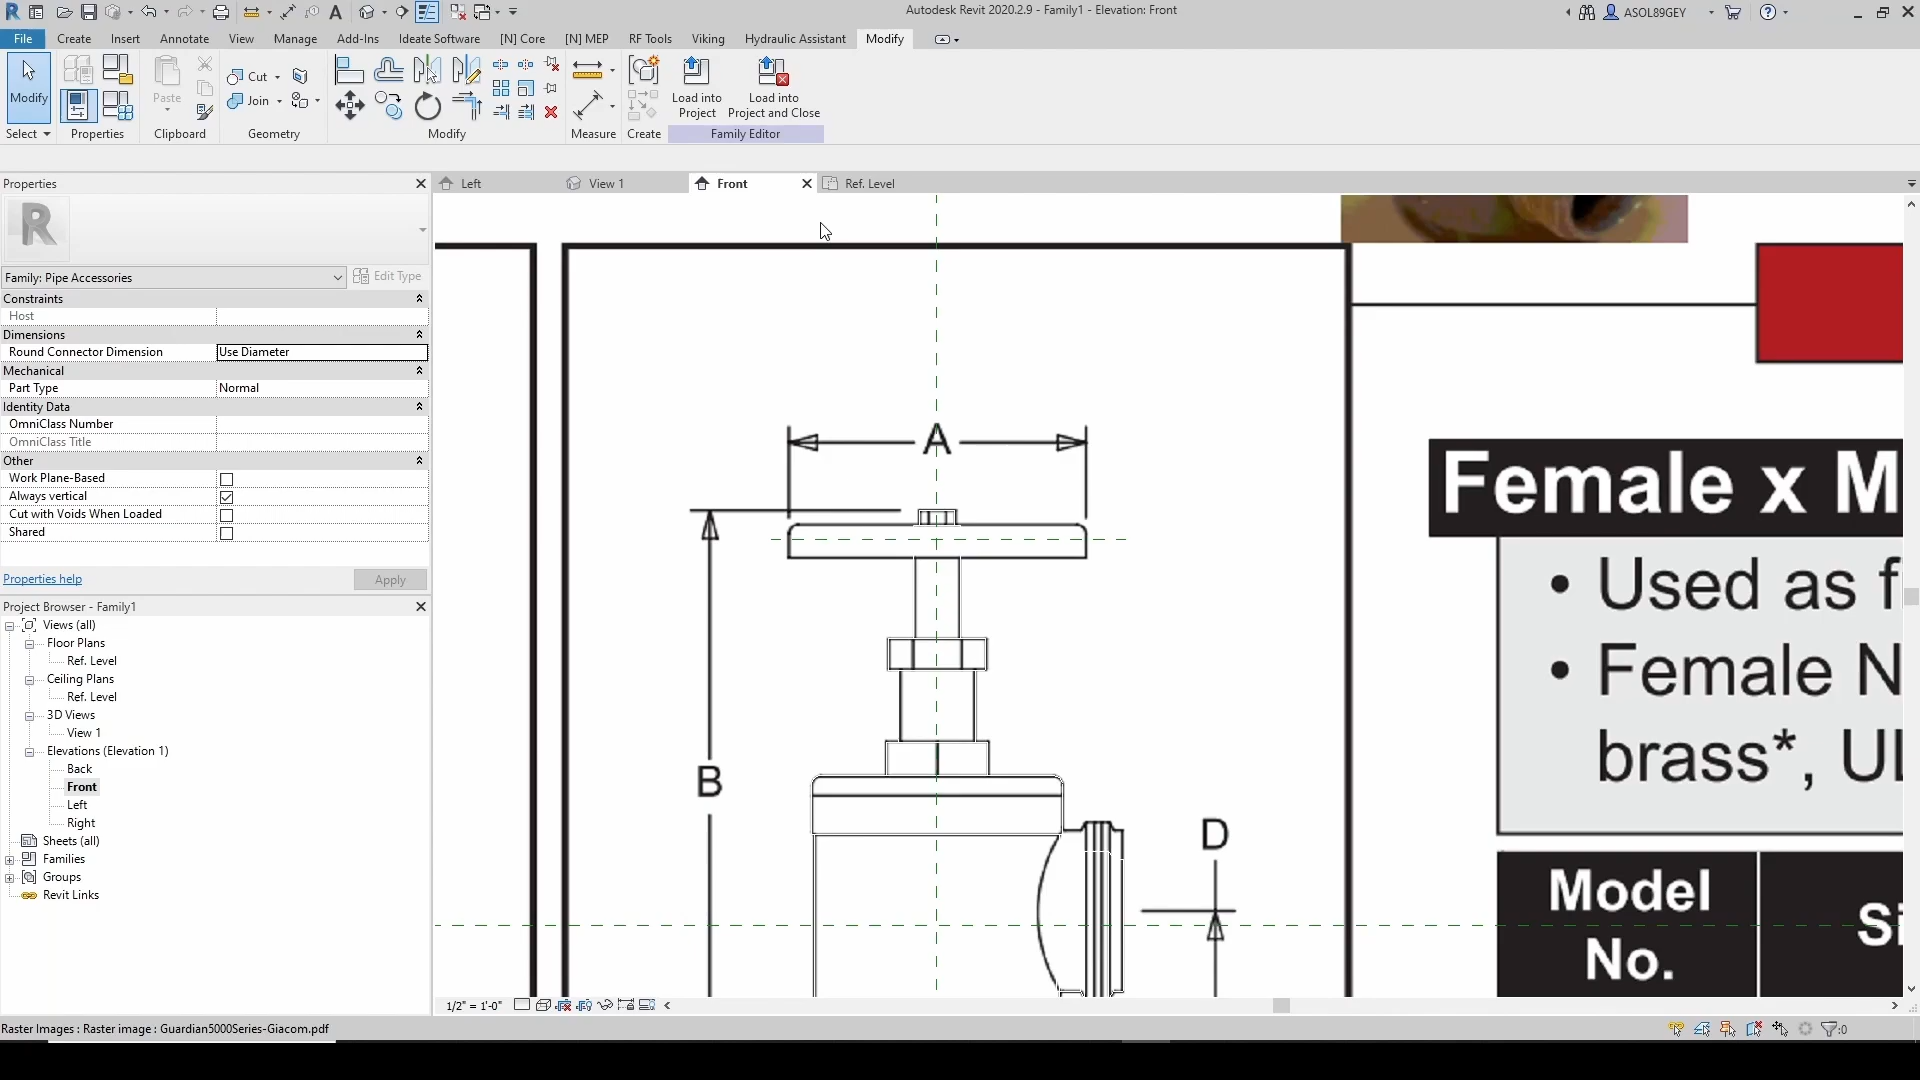 Autodesk Revit 2020.2.9 - Family1 - Elevation: Front
ASOL89GEY
File Create Insert Annotate View Manage Add-Ins Ideate Software [N] Core [N] MEP RF Tools Viking Hydraulic Assistant Modify
Modify
Paste
Cut
Join
Load into Project
Load into Project and Close
Select Properties Clipboard Geometry Modify Measure Create Family Editor
Properties
Left View 1 Front Ref. Level
Family: Pipe Accessories Edit Type
Constraints
Host
Dimensions
Round Connector Dimension Use Diameter
Mechanical
Part Type Normal
Identity Data
OmniClass Number
OmniClass Title
Other
Work Plane-Based
Always vertical
Cut with Voids When Loaded
Shared
Properties help Apply
Project Browser - Family1
Views (all)
Floor Plans
Ref. Level
Ceiling Plans
Ref. Level
3D Views
View 1
Elevations (Elevation 1)
Back
Front
Left
Right
Sheets (all)
Families
Groups
Revit Links
A
B
D
Female x M
• Used as f
• Female N
brass*, UL
Model
No.
Si
1/2" = 1'-0"
Raster Images : Raster image : Guardian5000Series-Giacom.pdf
:0